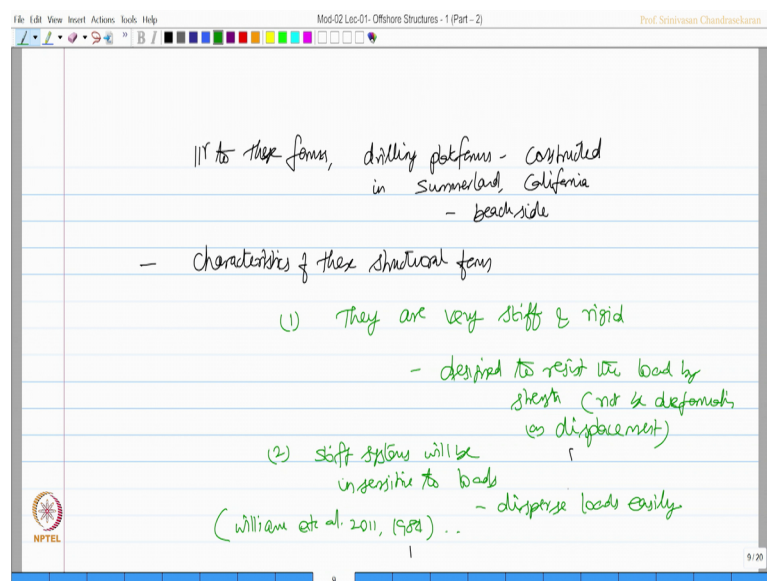 File Edit View Insert Actions Tools Help
Mod-02 Lec-01- Offshore Structures - 1 (Part – 2)
Prof. Srinivasan Chandrasekaran
B I
||r to these forms, drilling platforms - constructed
in Summerland, California
- beach side
- Characteristics of these structural forms
(1) They are very stiff & rigid
- designed to resist the load by
strength (not by deformation
or displacement)
(2) stiff systems will be
insensitive to loads
- disperse loads easily
(William et al. 2011, 1984) ..
NPTEL
9/20
9